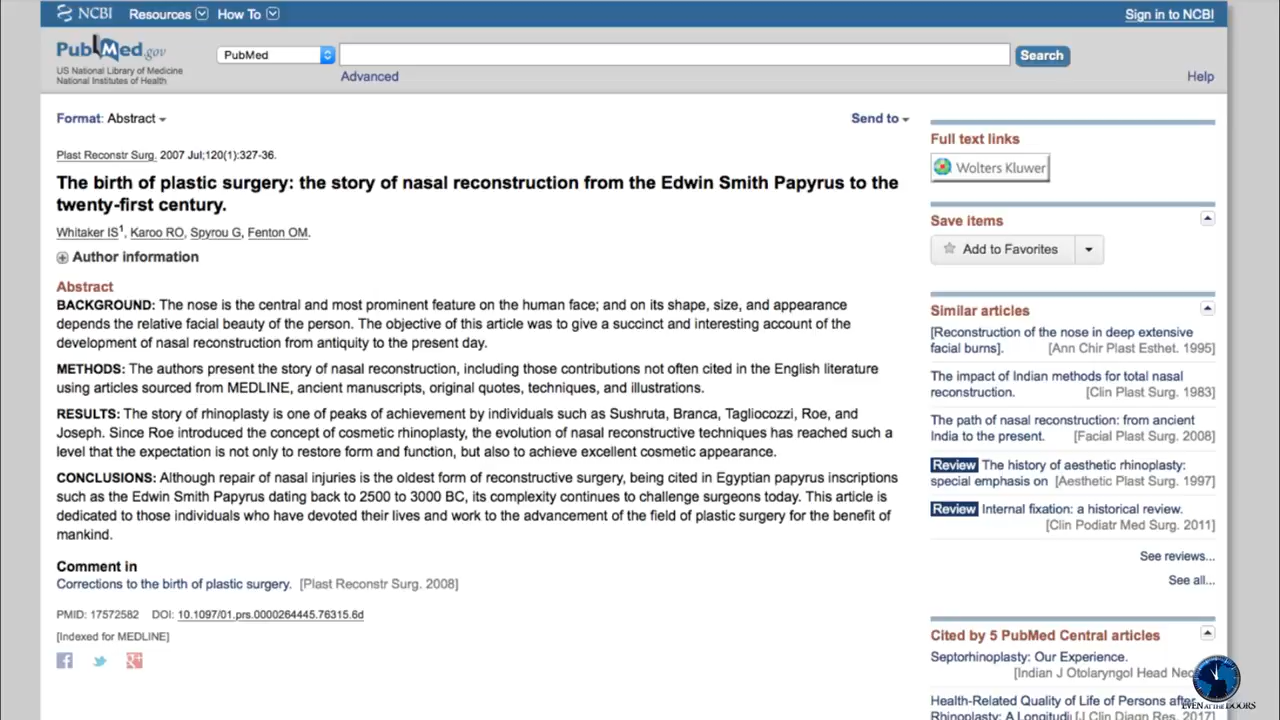 NCBI Resources How To Sign in to NCBI
PubMed.gov
US National Library of Medicine
National Institutes of Health
PubMed
Search
Advanced
Help
Format: Abstract
Send to
Plast Reconstr Surg. 2007 Jul;120(1):327-36.
The birth of plastic surgery: the story of nasal reconstruction from the Edwin Smith Papyrus to the
twenty-first century.
Whitaker IS1, Karoo RO, Spyrou G, Fenton OM.
Author information
Abstract
BACKGROUND: The nose is the central and most prominent feature on the human face; and on its shape, size, and appearance
depends the relative facial beauty of the person. The objective of this article was to give a succinct and interesting account of the
development of nasal reconstruction from antiquity to the present day.
METHODS: The authors present the story of nasal reconstruction, including those contributions not often cited in the English literature
using articles sourced from MEDLINE, ancient manuscripts, original quotes, techniques, and illustrations.
RESULTS: The story of rhinoplasty is one of peaks of achievement by individuals such as Sushruta, Branca, Tagliocozzi, Roe, and
Joseph. Since Roe introduced the concept of cosmetic rhinoplasty, the evolution of nasal reconstructive techniques has reached such a
level that the expectation is not only to restore form and function, but also to achieve excellent cosmetic appearance.
CONCLUSIONS: Although repair of nasal injuries is the oldest form of reconstructive surgery, being cited in Egyptian papyrus inscriptions
such as the Edwin Smith Papyrus dating back to 2500 to 3000 BC, its complexity continues to challenge surgeons today. This article is
dedicated to those individuals who have devoted their lives and work to the advancement of the field of plastic surgery for the benefit of
mankind.
Comment in
Corrections to the birth of plastic surgery. [Plast Reconstr Surg. 2008]
PMID: 17572582 DOI: 10.1097/01.prs.0000264445.76315.6d
[Indexed for MEDLINE]
Full text links
Wolters Kluwer
Save items
Add to Favorites
Similar articles
[Reconstruction of the nose in deep extensive
facial burns]. [Ann Chir Plast Esthet. 1995]
The impact of Indian methods for total nasal
reconstruction. [Clin Plast Surg. 1983]
The path of nasal reconstruction: from ancient
India to the present. [Facial Plast Surg. 2008]
Review The history of aesthetic rhinoplasty:
special emphasis on [Aesthetic Plast Surg. 1997]
Review Internal fixation: a historical review.
[Clin Podiatr Med Surg. 2011]
See reviews...
See all...
Cited by 5 PubMed Central articles
Septorhinoplasty: Our Experience.
[Indian J Otolaryngol Head Nec
Health-Related Quality of Life of Persons after
Rhinoplasty: A Longitudi [J Clin Diagn Res. 2017]
EVEN AT THE DOORS